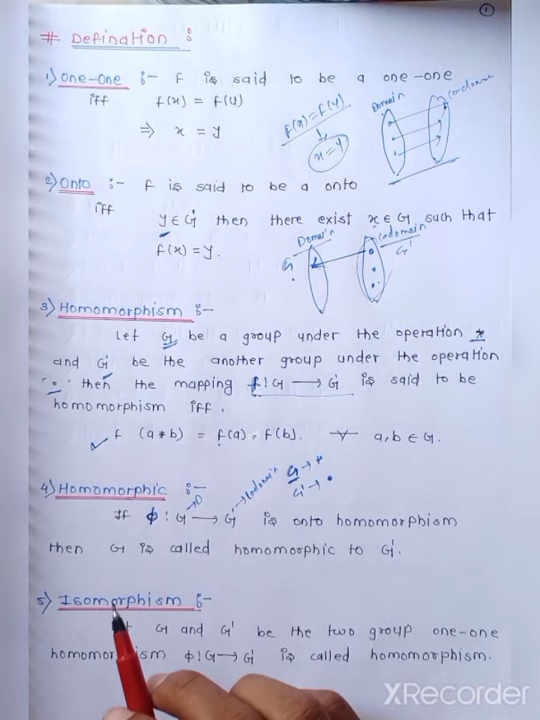 ①
# Defination :
1) One-One :- f is said to be a one-one
iff f(x) = f(y)
⇒ x = y
f(x) = f(y)
↓
x = y
Domain
2) Onto :- f is said to be a onto
iff y ∈ G' then there exist x ∈ G such that
f(x) = y.
Domain
Codomain
G
G'
3) Homomorphism :-
Let G be a group under the operation *
and G' be the another group under the operation
'•' then the mapping f: G → G' is said to be
homomorphism iff.
f (a * b) = f(a) . f(b). ∀ a, b ∈ G.
4) Homomorphic :-
→ D
→ Codomain
G → *
G' → •
If ϕ : G → G' is onto homomorphism
then G is called homomoophic to G'.
5) Isomorphism :-
G and G' be the two group one-one
homomorphism ϕ : G → G' is called homomorphism.
XRecorder